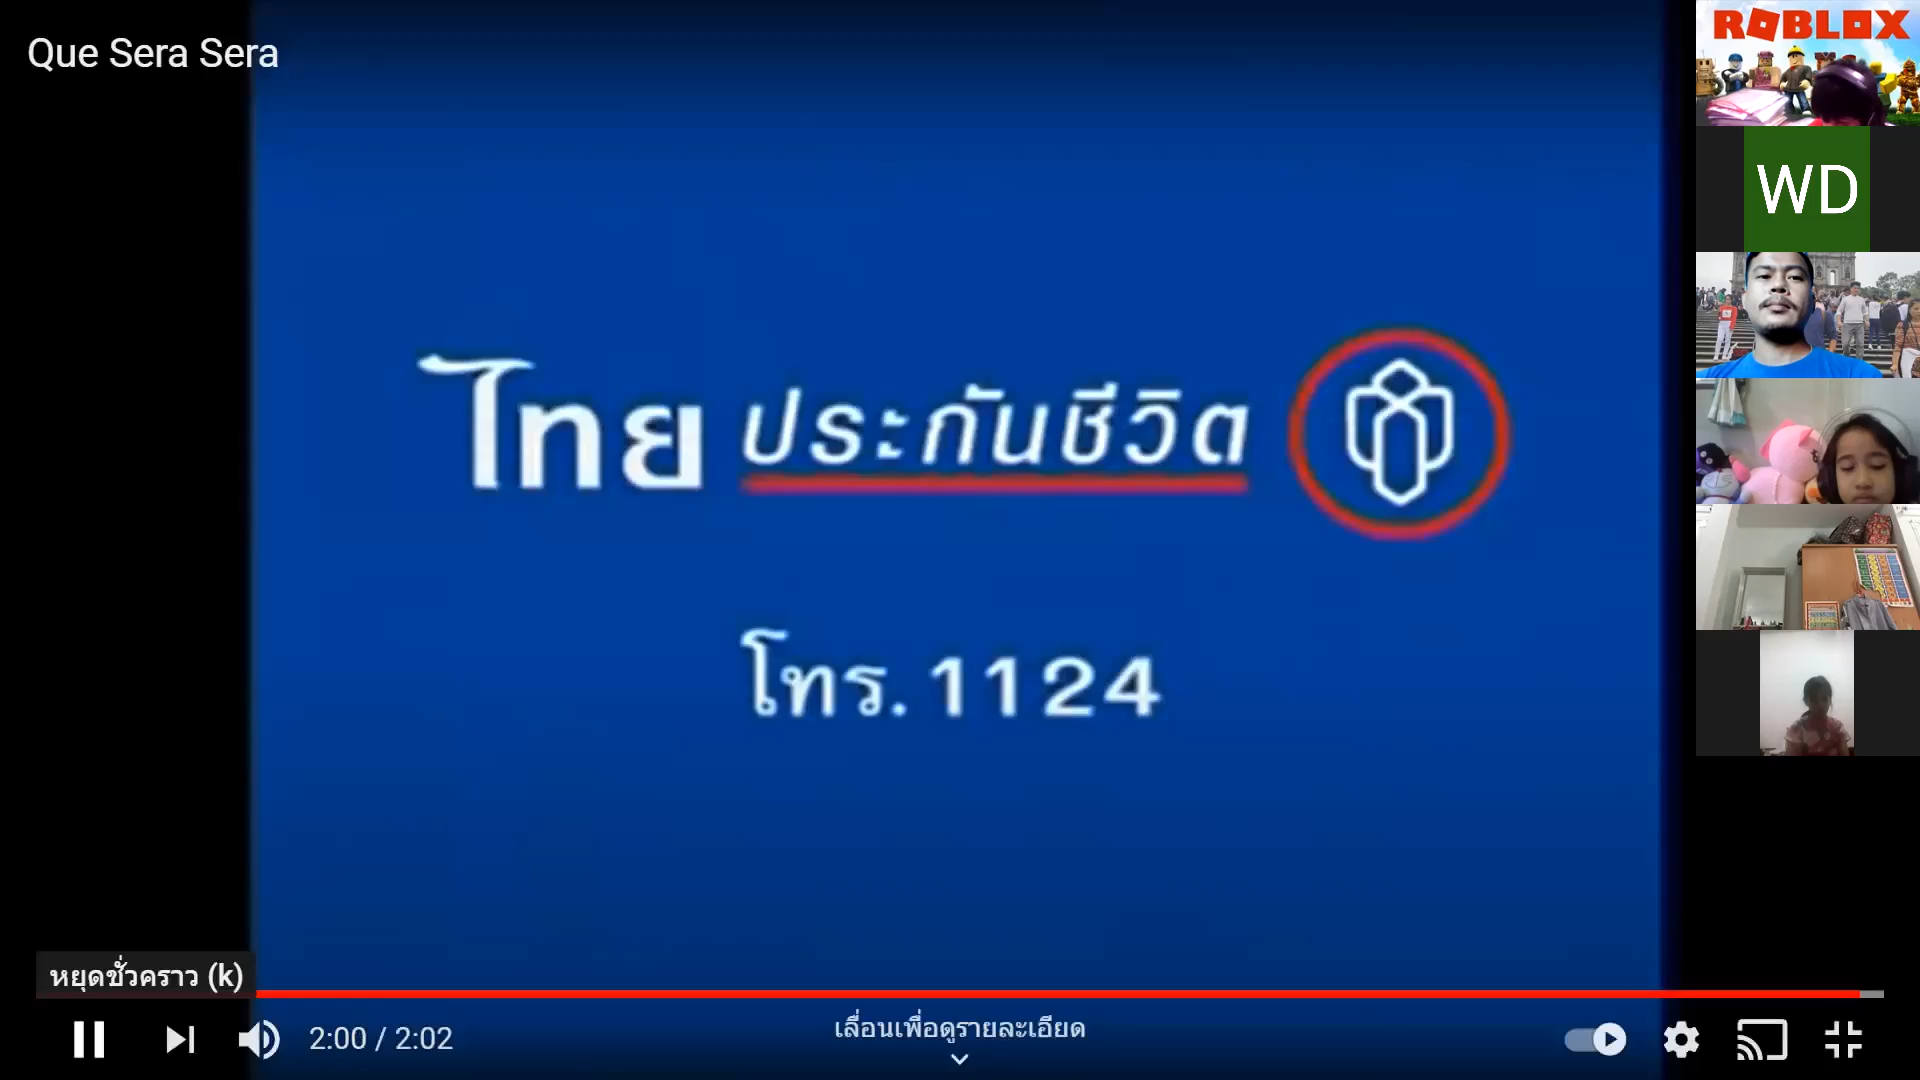 Que Sera Sera
ROBLOX
WD
ไทยประกันชีวิต
โทร. 1124
หยุดชั่วคราว (k)
2:00 / 2:02
เลื่อนเพื่อดูรายละเอียด